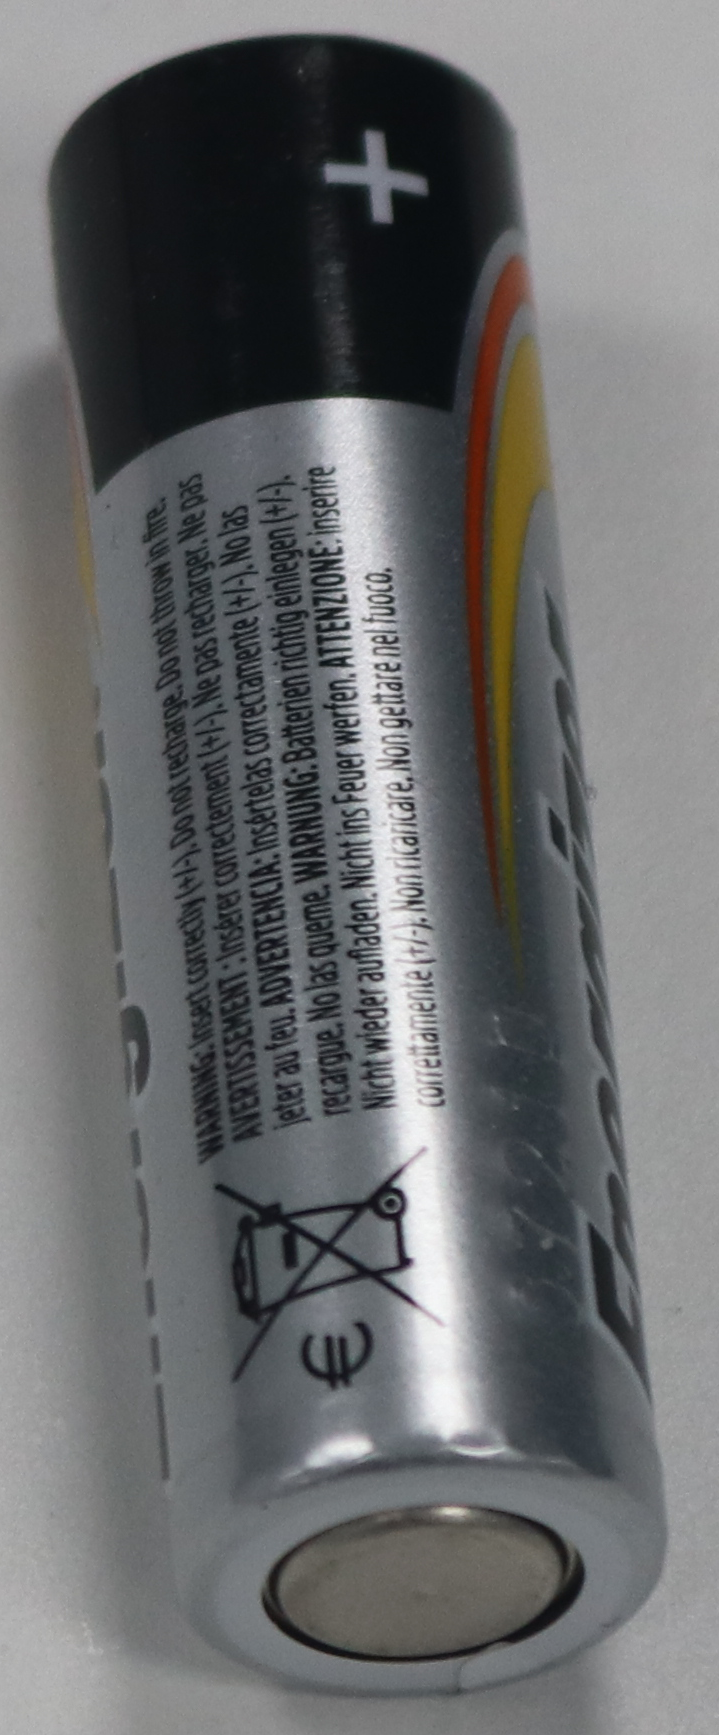 +
WARNING: Insert correctly (+/-). Do not recharge. Do not throw in fire.
AVERTISSEMENT : Insérer correctement (+/-). Ne pas recharger. Ne pas
jeter au feu. ADVERTENCIA: Insértelas correctamente (+/-). No las
recargue. No las queme. WARNUNG: Batterien richtig einlegen (+/-).
Nicht wieder aufladen. Nicht ins Feuer werfen. ATTENZIONE: inserire
correttamente (+/-). Non ricaricare. Non gettare nel fuoco.
€
Energizer